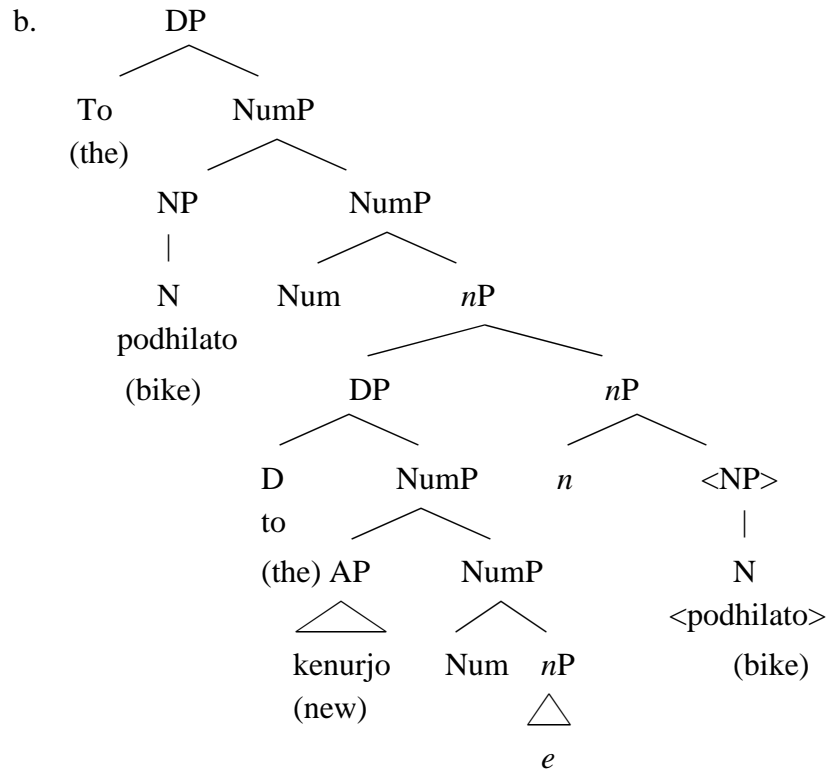 b. DP
To NumP
(the)
NP NumP
N Num nP
podhilato
(bike) DP nP
D NumP n <NP>
to
(the) AP NumP N
<podhilato>
kenurjo Num nP (bike)
(new)
e